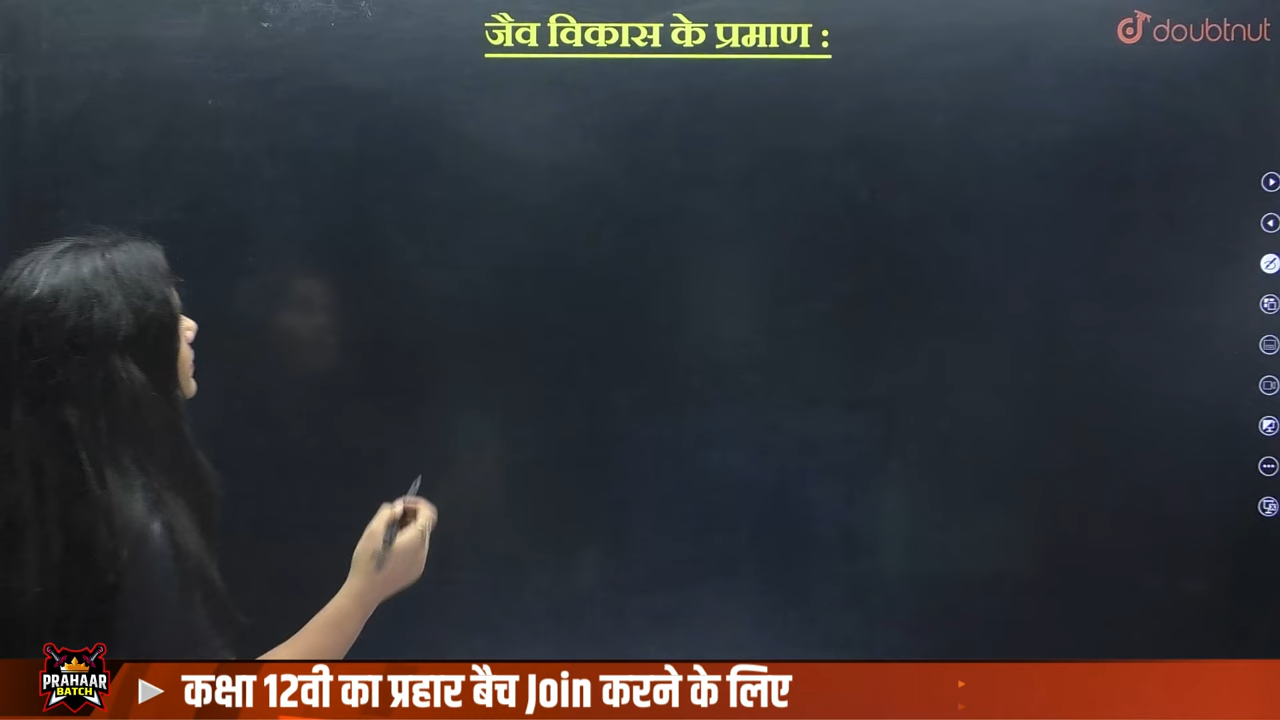 जैव विकास के प्रमाण :
doubtnut
PRAHAAR
BATCH
कक्षा 12वी का प्रहार बैच Join करने के लिए